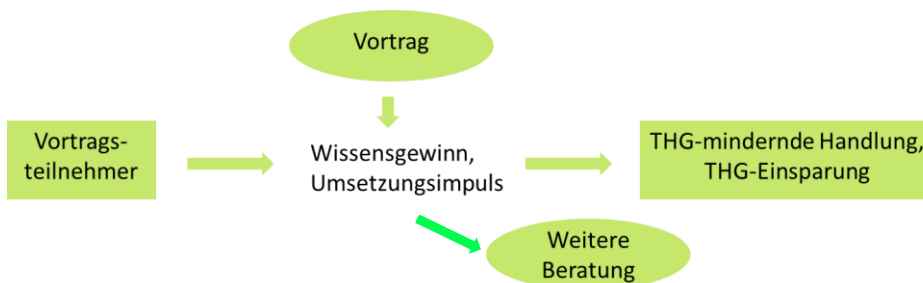 Vortrag
Vortrags-
teilnehmer
Wissensgewinn,
Umsetzungsimpuls
THG-mindernde Handlung,
THG-Einsparung
Weitere
Beratung